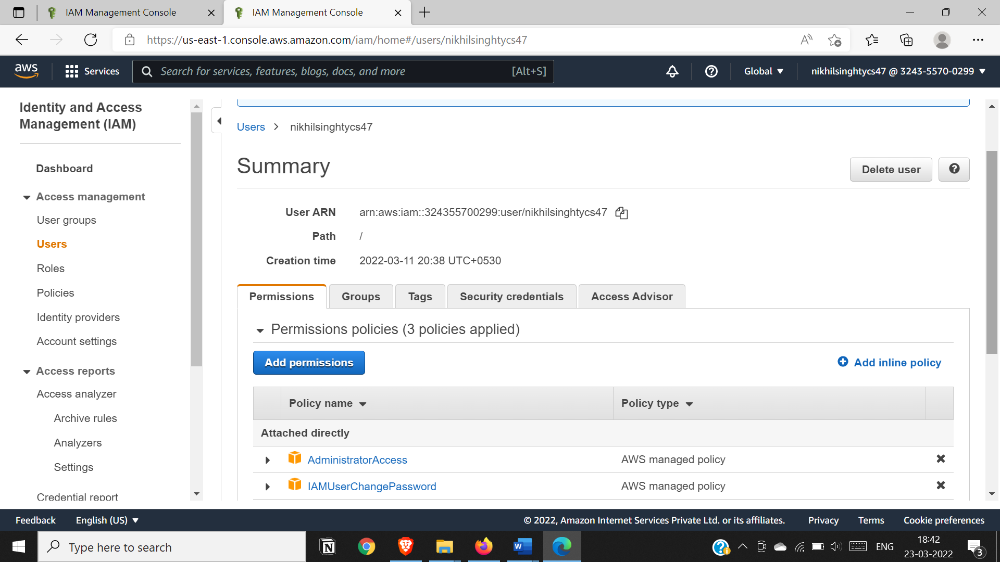 IAM Management Console
IAM Management Console
https://us-east-1.console.aws.amazon.com/iam/home#/users/nikhilsinghtycs47
aws
Services
Search for services, features, blogs, docs, and more [Alt+S]
Global
nikhilsinghtycs47 @ 3243-5570-0299
Identity and Access
Management (IAM)
Dashboard
Access management
User groups
Users
Roles
Policies
Identity providers
Account settings
Access reports
Access analyzer
Archive rules
Analyzers
Settings
Credential report
Users > nikhilsinghtycs47
Summary
Delete user
User ARN arn:aws:iam::324355700299:user/nikhilsinghtycs47
Path /
Creation time 2022-03-11 20:38 UTC+0530
Permissions Groups Tags Security credentials Access Advisor
Permissions policies (3 policies applied)
Add permissions
Add inline policy
Policy name Policy type
Attached directly
AdministratorAccess AWS managed policy
IAMUserChangePassword AWS managed policy
Feedback English (US) © 2022, Amazon Internet Services Private Ltd. or its affiliates. Privacy Terms Cookie preferences
Type here to search
ENG
18:42
23-03-2022
3